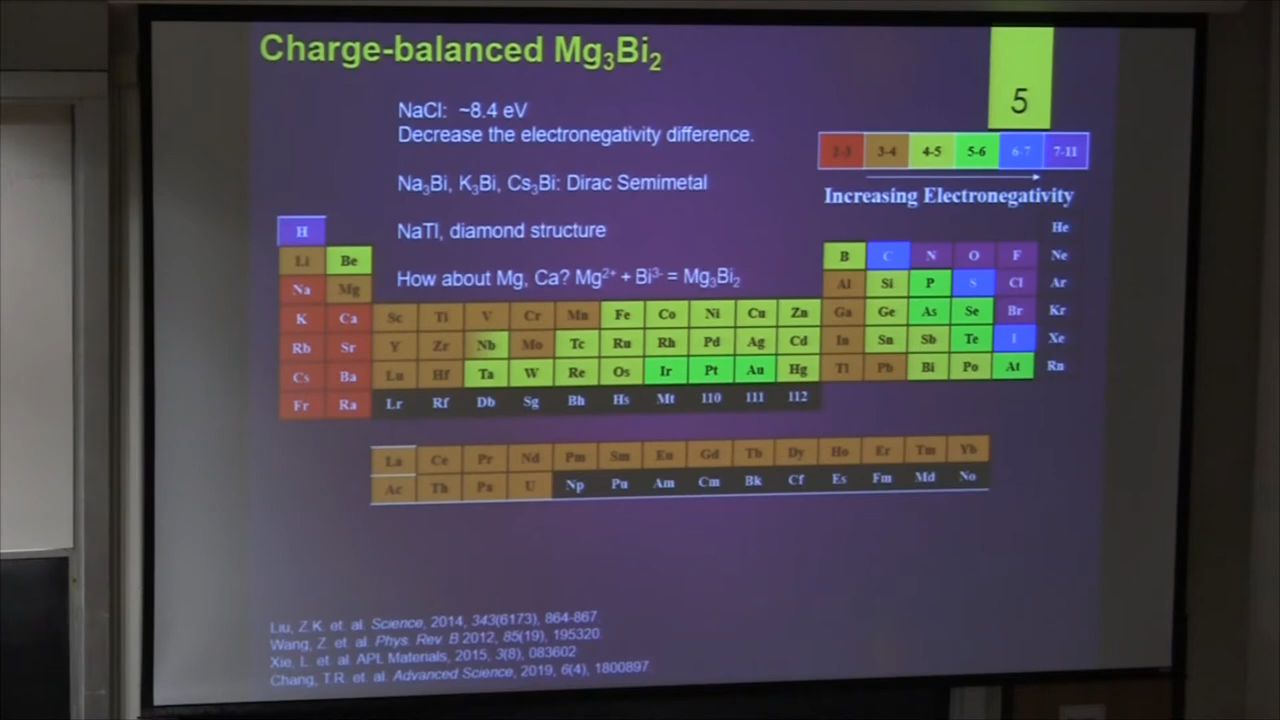 Charge-balanced Mg₃Bi₂
5
NaCl: ~8.4 eV
Decrease the electronegativity difference.
Na₃Bi, K₃Bi, Cs₃Bi: Dirac Semimetal
NaTl, diamond structure
How about Mg, Ca? Mg²⁺ + Bi³⁻ = Mg₃Bi₂
1-3 3-4 4-5 5-6 6-7 7-11
Increasing Electronegativity
H He
Li Be B C N O F Ne
Na Mg Al Si P S Cl Ar
K Ca Sc Ti V Cr Mn Fe Co Ni Cu Zn Ga Ge As Se Br Kr
Rb Sr Y Zr Nb Mo Tc Ru Rh Pd Ag Cd In Sn Sb Te I Xe
Cs Ba Lu Hf Ta W Re Os Ir Pt Au Hg Tl Pb Bi Po At Rn
Fr Ra Lr Rf Db Sg Bh Hs Mt 110 111 112
La Ce Pr Nd Pm Sm Eu Gd Tb Dy Ho Er Tm Yb
Ac Th Pa U Np Pu Am Cm Bk Cf Es Fm Md No
Liu, Z.K. et. al. Science, 2014, 343(6173), 864-867.
Wang, Z. et. al. Phys. Rev. B 2012, 85(19), 195320.
Xie, L. et. al. APL Materials, 2015, 3(8), 083602
Chang, T.R. et. al. Advanced Science, 2019, 6(4), 1800897.